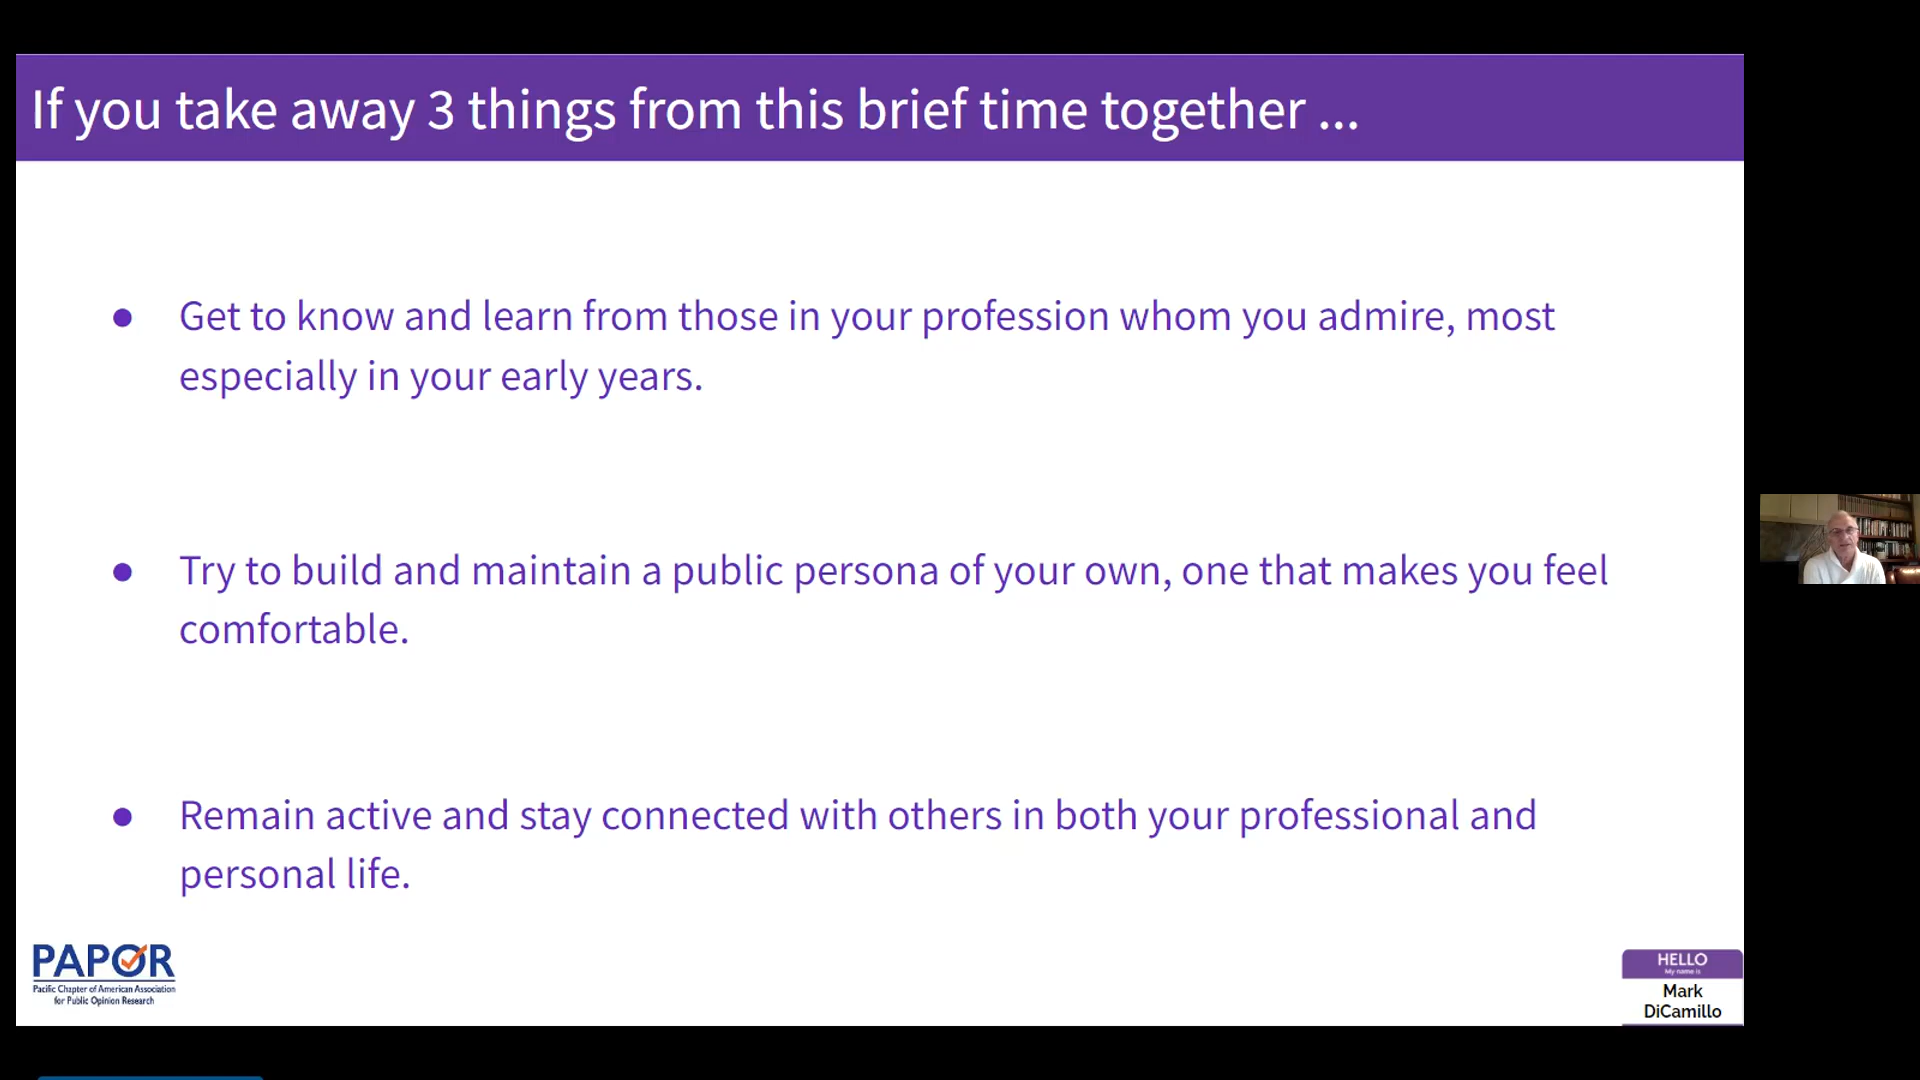 If you take away 3 things from this brief time together ...
● Get to know and learn from those in your profession whom you admire, most
especially in your early years.
● Try to build and maintain a public persona of your own, one that makes you feel
comfortable.
● Remain active and stay connected with others in both your professional and
personal life.
PAPOR
Pacific Chapter of American Association
for Public Opinion Research
HELLO
My name is
Mark
DiCamillo